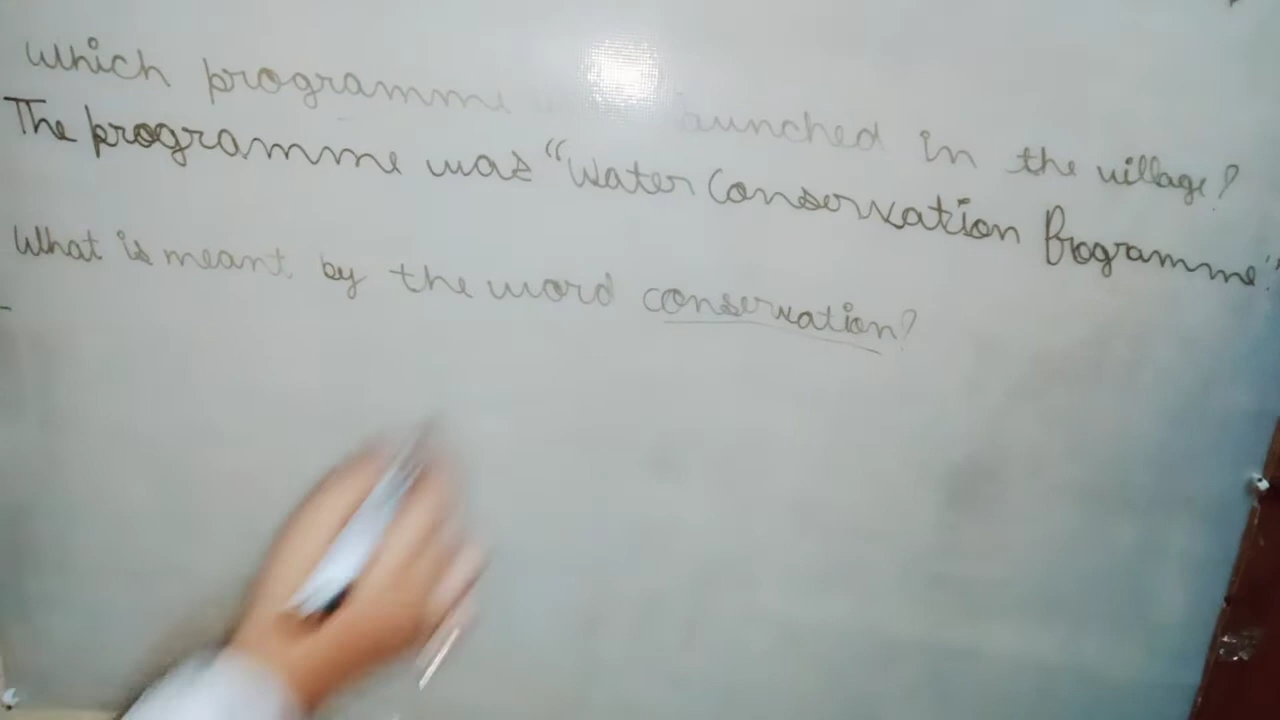 Which programme launched in the village?
The programme was “Water Conservation Programme”
What is meant by the word conservation?